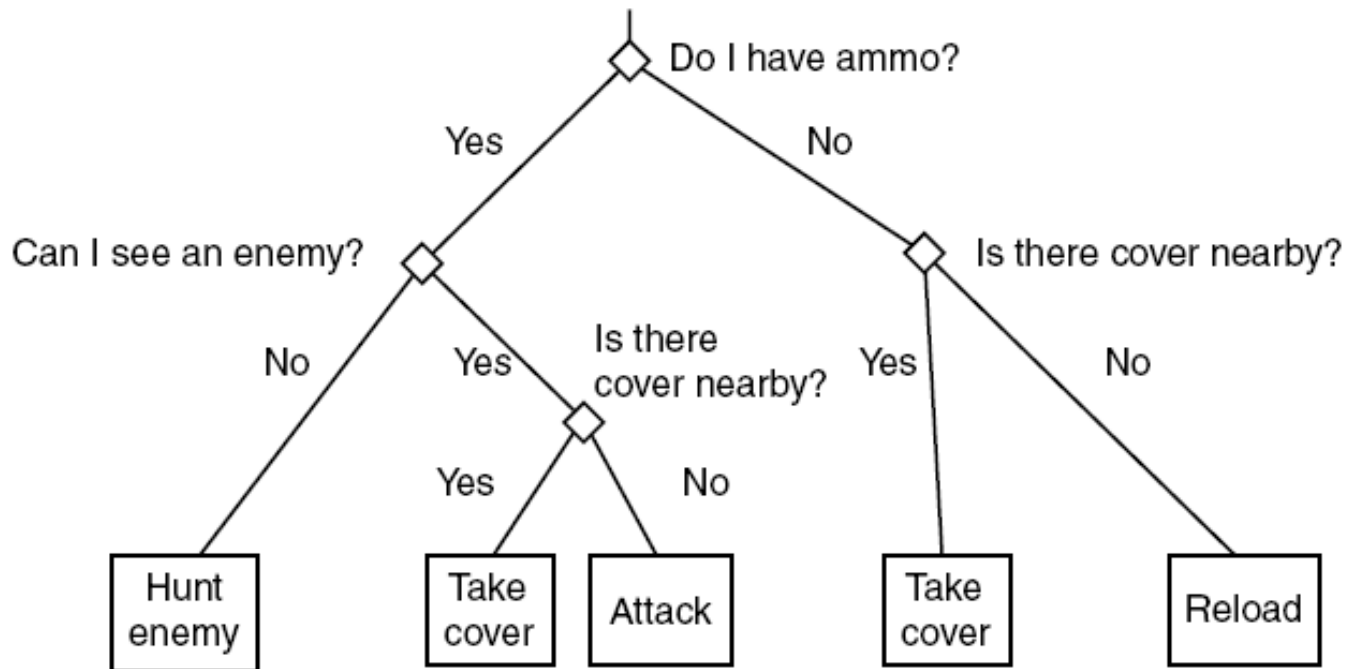 Do I have ammo?
Yes
No
Can I see an enemy?
Is there cover nearby?
No
Yes
Is there
cover nearby?
Yes
No
Yes
No
Hunt
enemy
Take
cover
Attack
Take
cover
Reload